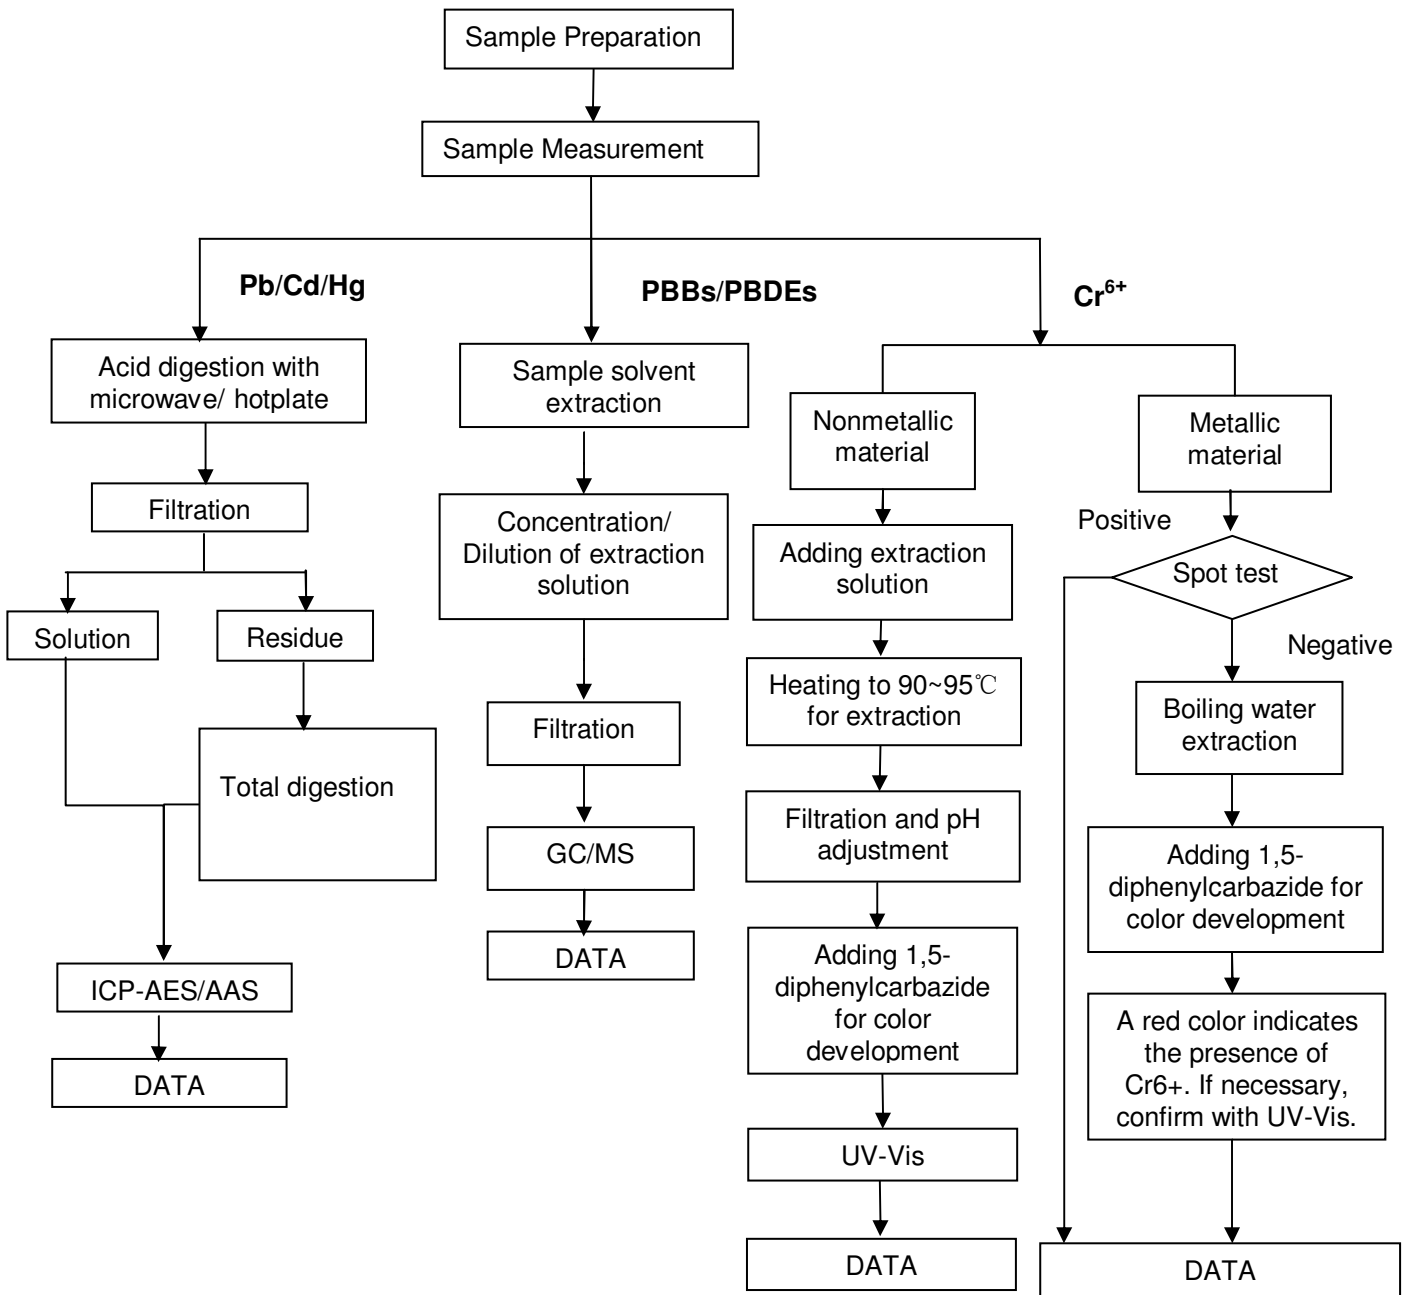 Sample Preparation
Sample Measurement
Pb/Cd/Hg
PBBs/PBDEs
Cr6+
Acid digestion with
microwave/ hotplate
Filtration
Solution
Residue
Total digestion
ICP-AES/AAS
DATA
Sample solvent
extraction
Concentration/
Dilution of extraction
solution
Filtration
GC/MS
DATA
Nonmetallic
material
Adding extraction
solution
Heating to 90~95℃
for extraction
Filtration and pH
adjustment
Adding 1,5-
diphenylcarbazide
for color
development
UV-Vis
DATA
Metallic
material
Positive
Spot test
Negative
Boiling water
extraction
Adding 1,5-
diphenylcarbazide for
color development
A red color indicates
the presence of
Cr6+. If necessary,
confirm with UV-Vis.
DATA